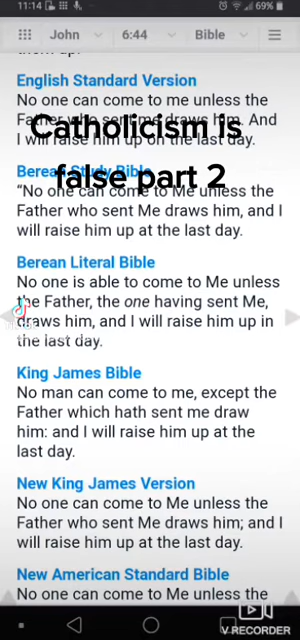 11:14
69%
John
6:44
Bible
them up.
English Standard Version
No one can come to me unless the
Father who sent me draws him. And
I will raise him up on the last day.
Catholicism is
false part 2
Berean Study Bible
“No one can come to Me unless the
Father who sent Me draws him, and I
will raise him up at the last day.
Berean Literal Bible
No one is able to come to Me unless
the Father, the one having sent Me,
draws him, and I will raise him up in
the last day.
King James Bible
No man can come to me, except the
Father which hath sent me draw
him: and I will raise him up at the
last day.
New King James Version
No one can come to Me unless the
Father who sent Me draws him; and I
will raise him up at the last day.
New American Standard Bible
No one can come to Me unless the
V.RECORDER